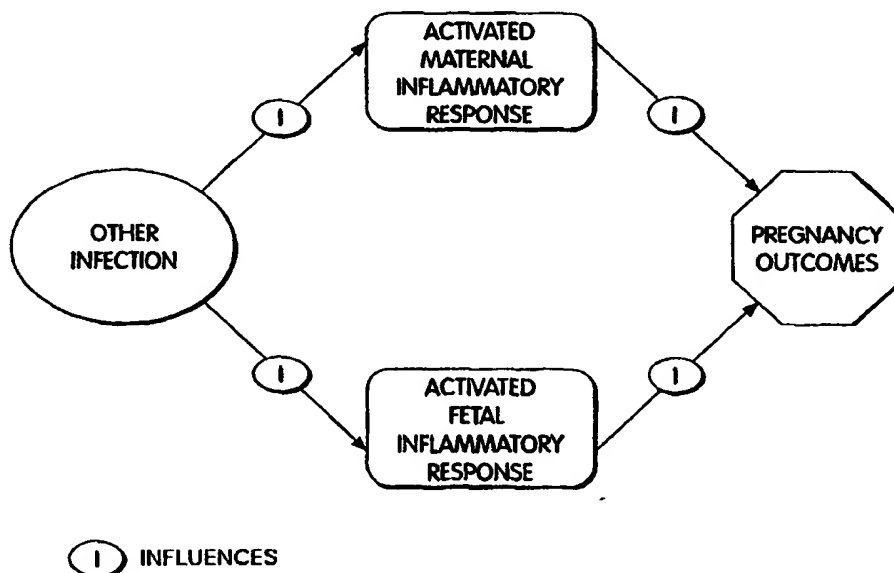 ACTIVATED
MATERNAL
INFLAMMATORY
RESPONSE
I
I
OTHER
INFECTION
PREGNANCY
OUTCOMES
I
I
ACTIVATED
FETAL
INFLAMMATORY
RESPONSE
I INFLUENCES